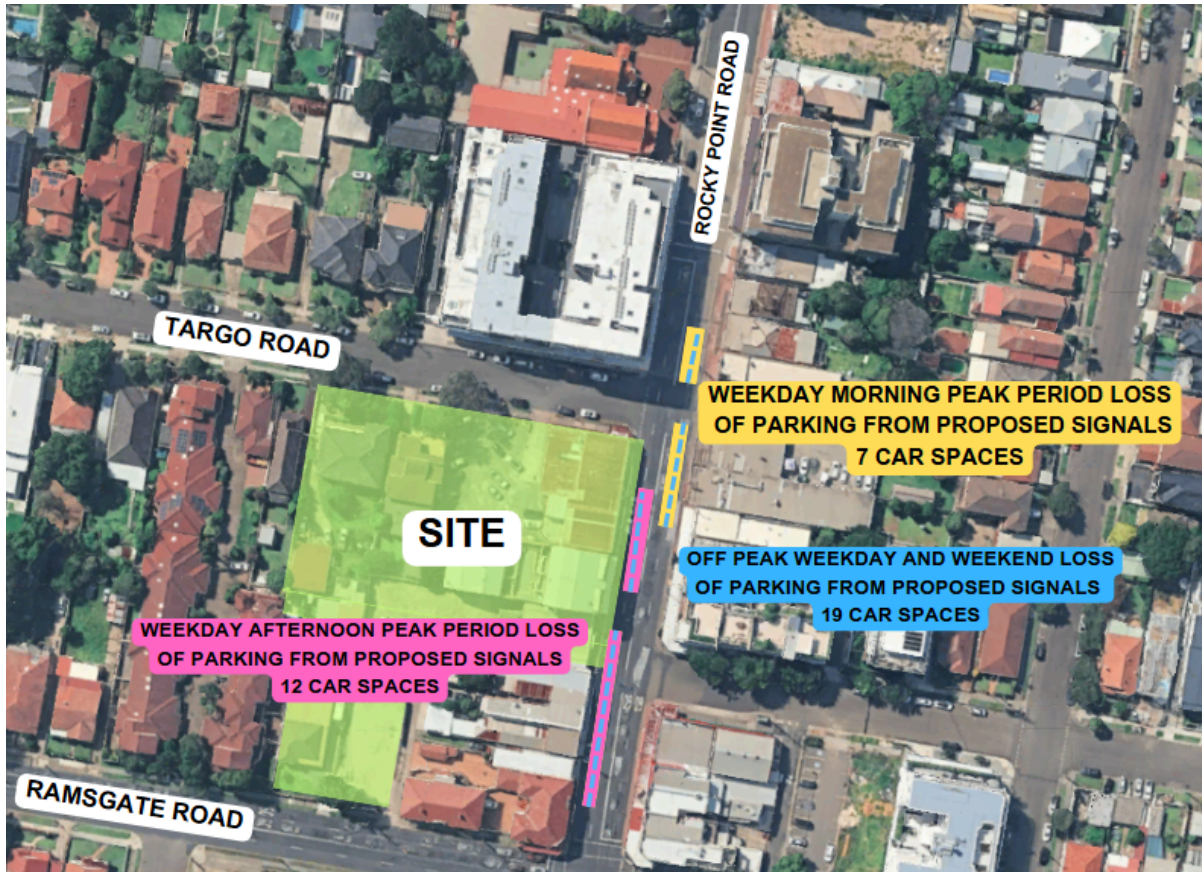 ROCKY POINT ROAD
TARGO ROAD
WEEKDAY MORNING PEAK PERIOD LOSS
OF PARKING FROM PROPOSED SIGNALS
7 CAR SPACES
SITE
OFF PEAK WEEKDAY AND WEEKEND LOSS
OF PARKING FROM PROPOSED SIGNALS
19 CAR SPACES
WEEKDAY AFTERNOON PEAK PERIOD LOSS
OF PARKING FROM PROPOSED SIGNALS
12 CAR SPACES
RAMSGATE ROAD